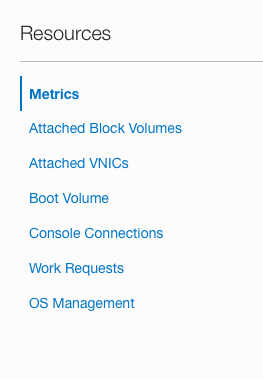 Resources
Metrics
Attached Block Volumes
Attached VNICs
Boot Volume
Console Connections
Work Requests
OS Management